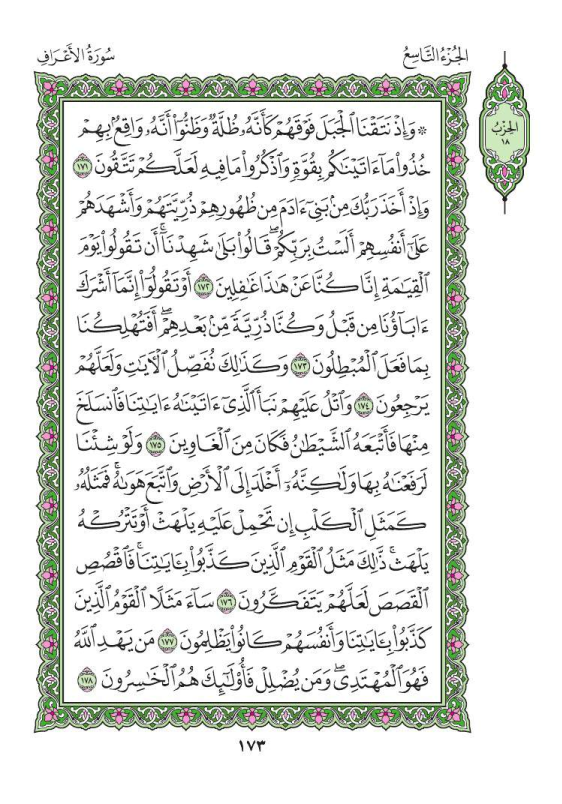 الجُزْءُ التَّاسِعُ
سُورَةُ الأَعْرَافِ
الحِزْبُ
١٨
۞ وَإِذْ نَتَقْنَا ٱلْجَبَلَ فَوْقَهُمْ كَأَنَّهُۥ ظُلَّةٌ وَظَنُّوٓا۟ أَنَّهُۥ وَاقِعٌۢ بِهِمْ
خُذُوا۟ مَآ ءَاتَيْنَٰكُم بِقُوَّةٍ وَٱذْكُرُوا۟ مَا فِيهِ لَعَلَّكُمْ تَتَّقُونَ ١٧١
وَإِذْ أَخَذَ رَبُّكَ مِنۢ بَنِىٓ ءَادَمَ مِن ظُهُورِهِمْ ذُرِّيَّتَهُمْ وَأَشْهَدَهُمْ
عَلَىٰٓ أَنفُسِهِمْ أَلَسْتُ بِرَبِّكُمْ ۖ قَالُوا۟ بَلَىٰ ۛ شَهِدْنَآ ۛ أَن تَقُولُوا۟ يَوْمَ
ٱلْقِيَٰمَةِ إِنَّا كُنَّا عَنْ هَٰذَا غَٰفِلِينَ ١٧٢ أَوْ تَقُولُوٓا۟ إِنَّمَآ أَشْرَكَ
ءَابَآؤُنَا مِن قَبْلُ وَكُنَّا ذُرِّيَّةً مِّنۢ بَعْدِهِمْ ۖ أَفَتُهْلِكُنَا
بِمَا فَعَلَ ٱلْمُبْطِلُونَ ١٧٣ وَكَذَٰلِكَ نُفَصِّلُ ٱلْءَايَٰتِ وَلَعَلَّهُمْ
يَرْجِعُونَ ١٧٤ وَٱتْلُ عَلَيْهِمْ نَبَأَ ٱلَّذِىٓ ءَاتَيْنَٰهُ ءَايَٰتِنَا فَٱنسَلَخَ
مِنْهَا فَأَتْبَعَهُ ٱلشَّيْطَٰنُ فَكَانَ مِنَ ٱلْغَاوِينَ ١٧٥ وَلَوْ شِئْنَا
لَرَفَعْنَٰهُ بِهَا وَلَٰكِنَّهُۥٓ أَخْلَدَ إِلَى ٱلْأَرْضِ وَٱتَّبَعَ هَوَىٰهُ ۚ فَمَثَلُهُۥ
كَمَثَلِ ٱلْكَلْبِ إِن تَحْمِلْ عَلَيْهِ يَلْهَثْ أَوْ تَتْرُكْهُ
يَلْهَث ۚ ذَّٰلِكَ مَثَلُ ٱلْقَوْمِ ٱلَّذِينَ كَذَّبُوا۟ بِـَٔايَٰتِنَا ۚ فَٱقْصُصِ
ٱلْقَصَصَ لَعَلَّهُمْ يَتَفَكَّرُونَ ١٧٦ سَآءَ مَثَلًا ٱلْقَوْمُ ٱلَّذِينَ
كَذَّبُوا۟ بِـَٔايَٰتِنَا وَأَنفُسَهُمْ كَانُوا۟ يَظْلِمُونَ ١٧٧ مَن يَهْدِ ٱللَّهُ
فَهُوَ ٱلْمُهْتَدِى ۖ وَمَن يُضْلِلْ فَأُو۟لَٰٓئِكَ هُمُ ٱلْخَٰسِرُونَ ١٧٨
١٧٣